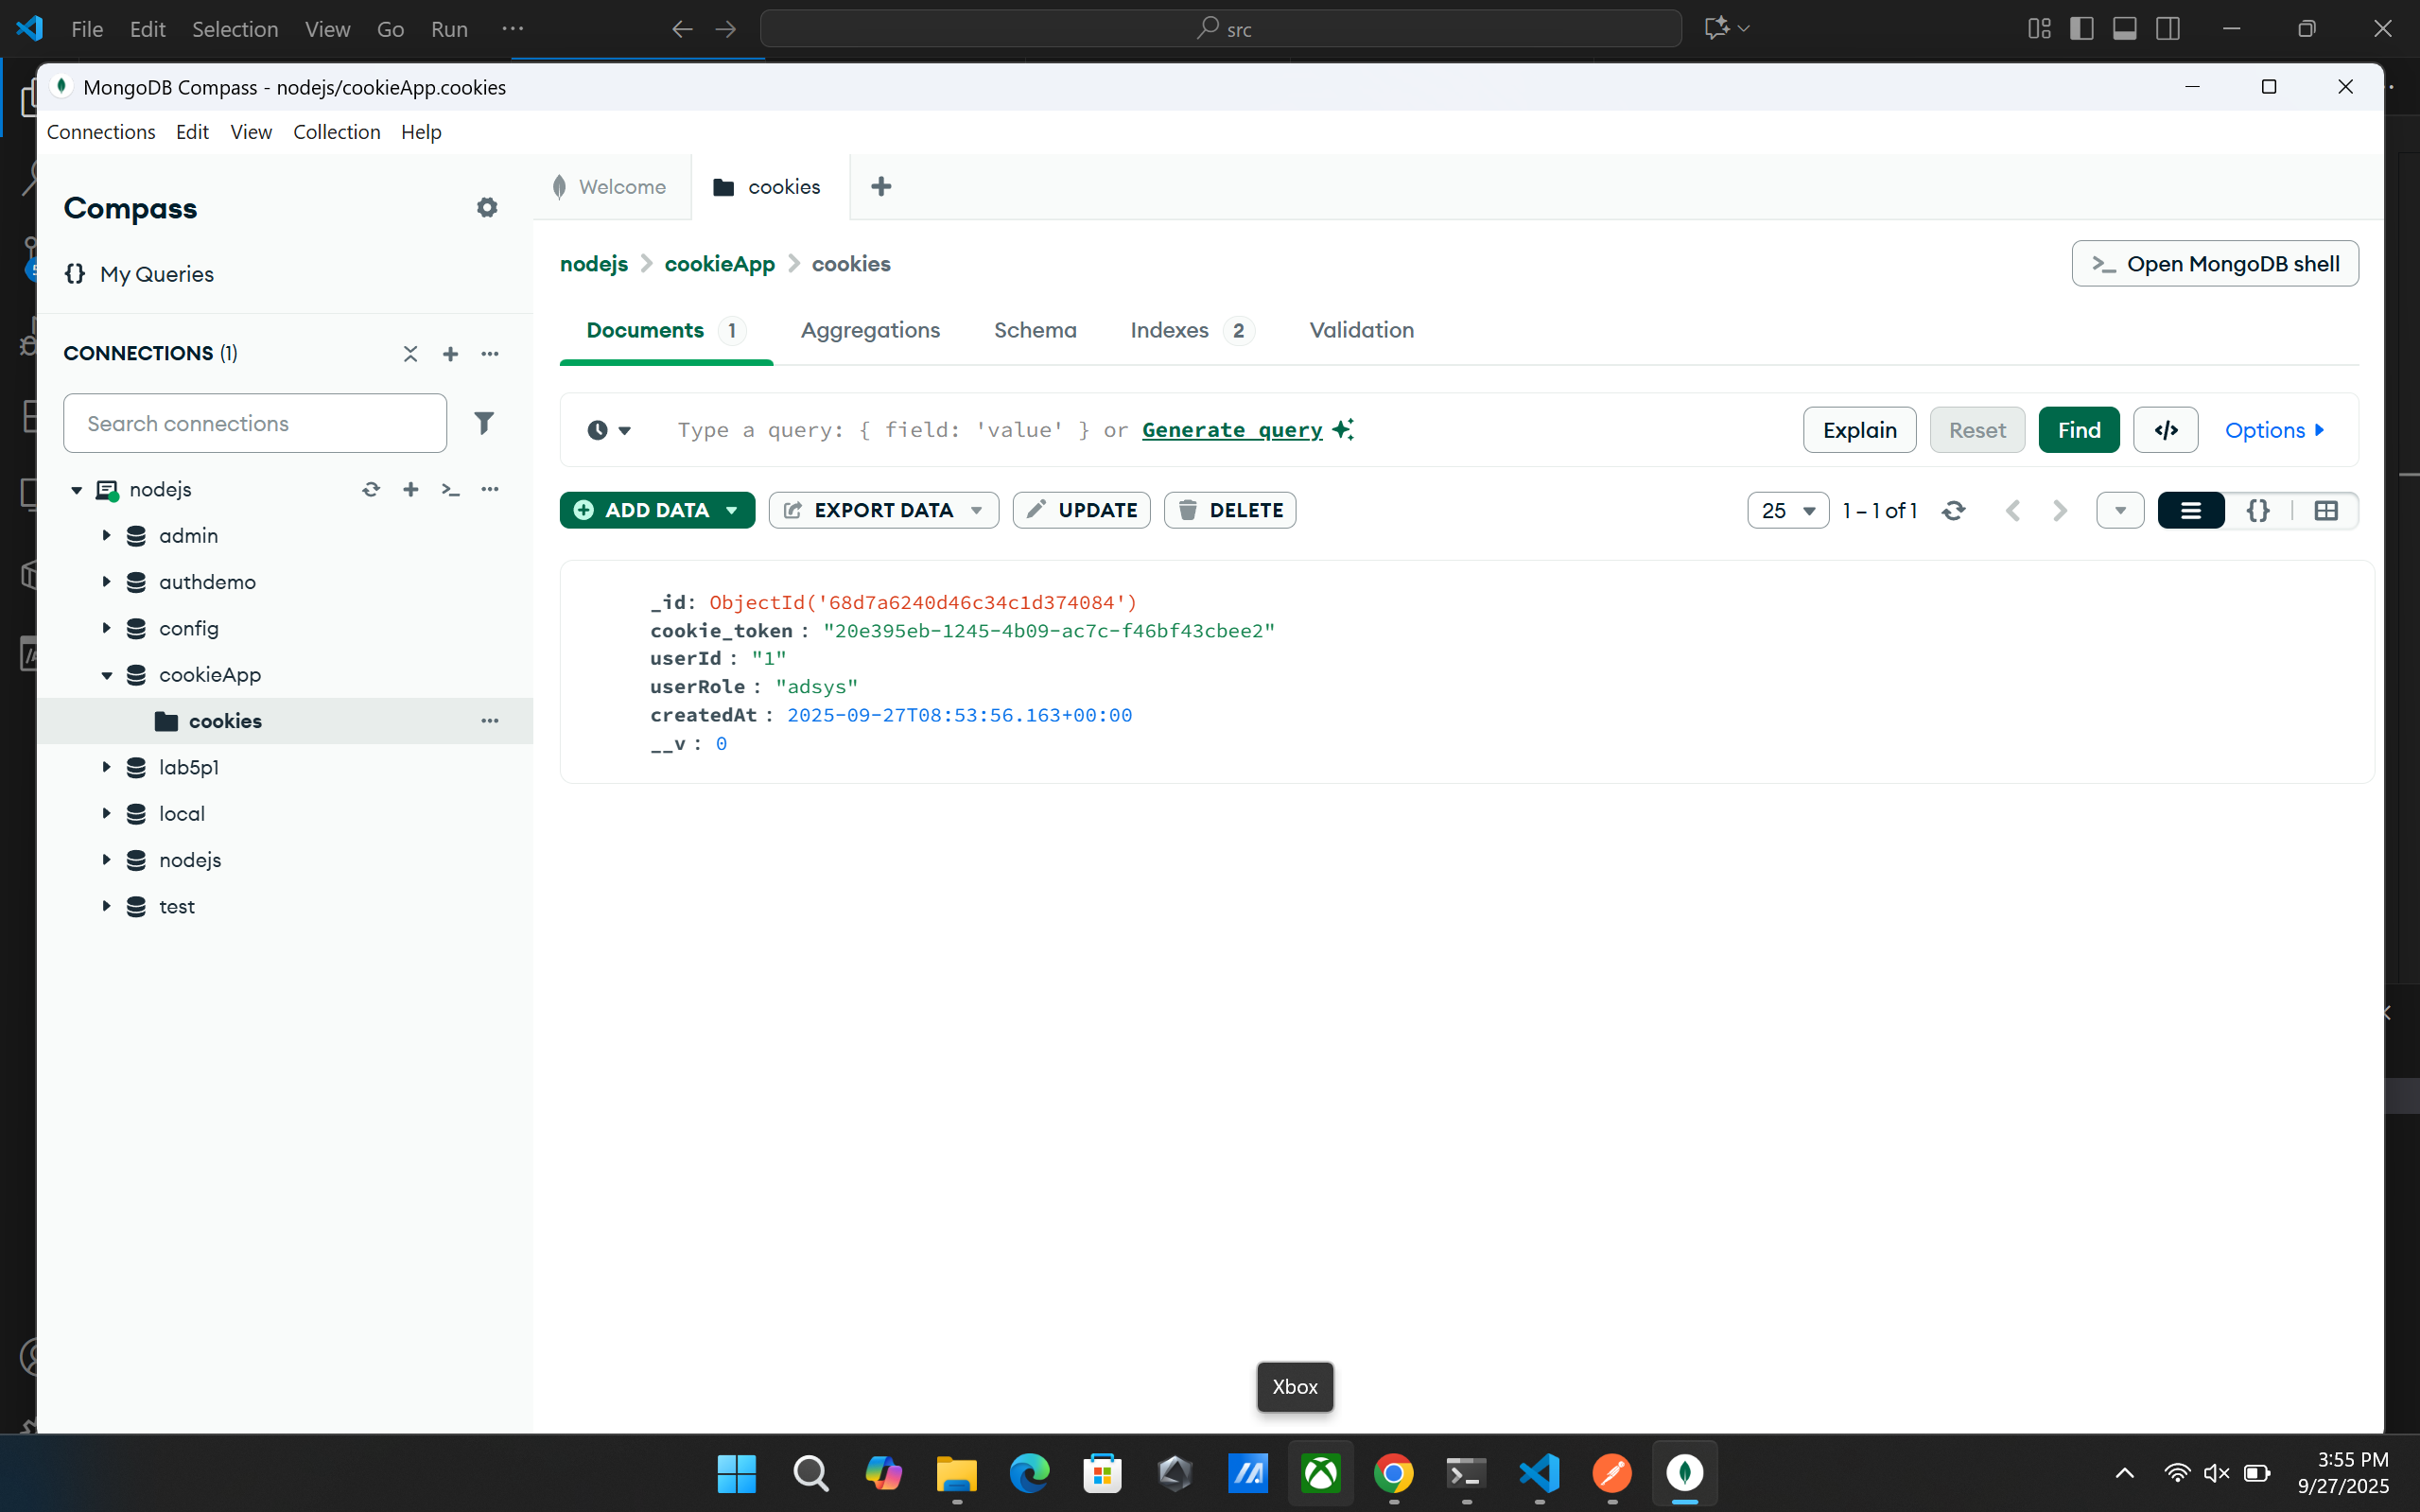 File Edit Selection View Go Run ···
src
MongoDB Compass - nodejs/cookieApp.cookies
Connections Edit View Collection Help
Compass
{} My Queries
CONNECTIONS (1)
Search connections
nodejs
admin
authdemo
config
cookieApp
cookies
lab5p1
local
nodejs
test
Welcome
cookies
nodejs > cookieApp > cookies
>_ Open MongoDB shell
Documents 1 Aggregations Schema Indexes 2 Validation
Type a query: { field: 'value' } or Generate query
Explain Reset Find </> Options
ADD DATA EXPORT DATA UPDATE DELETE
25 1 – 1 of 1 {}
_id: ObjectId('68d7a6240d46c34c1d374084')
cookie_token : "20e395eb-1245-4b09-ac7c-f46bf43cbee2"
userId : "1"
userRole : "adsys"
createdAt : 2025-09-27T08:53:56.163+00:00
__v : 0
Xbox
3:55 PM
9/27/2025